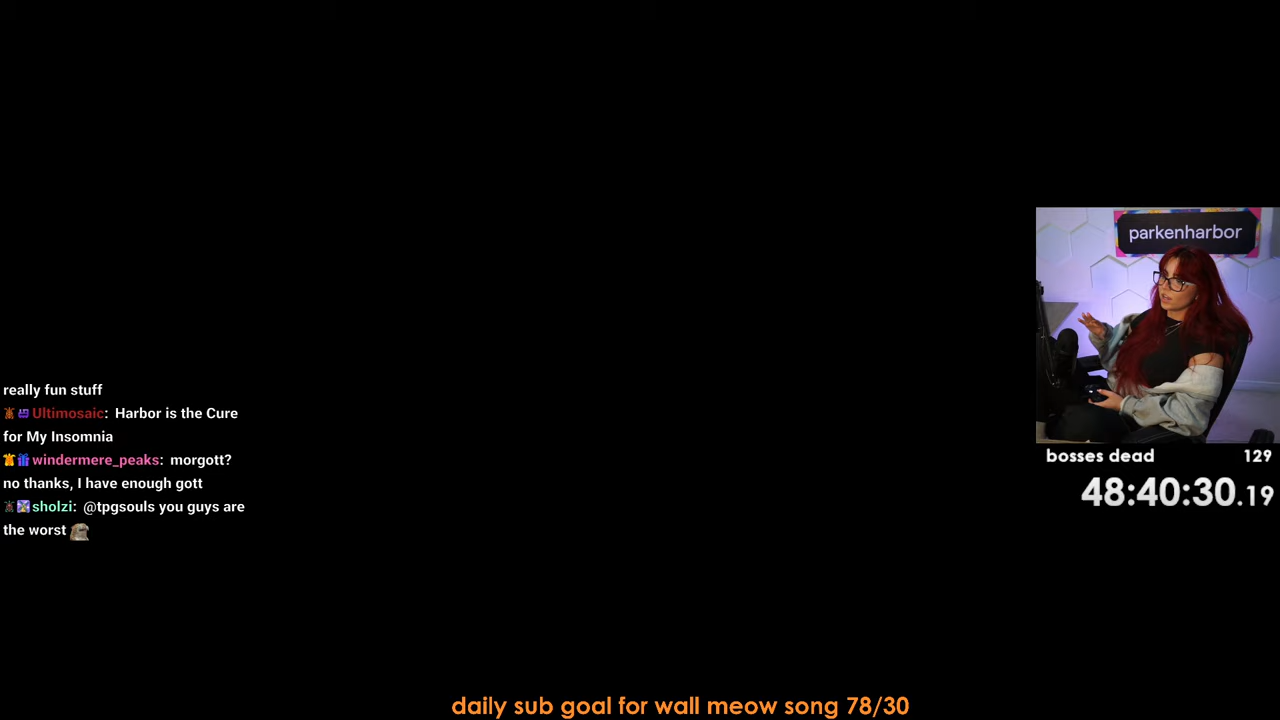 parkenharbor
really fun stuff
Ultimosaic: Harbor is the Cure
for My Insomnia
windermere_peaks: morgott?
no thanks, I have enough gott
sholzi: @tpgsouls you guys are
the worst
bosses dead 129
48:40:30.19
daily sub goal for wall meow song 78/30